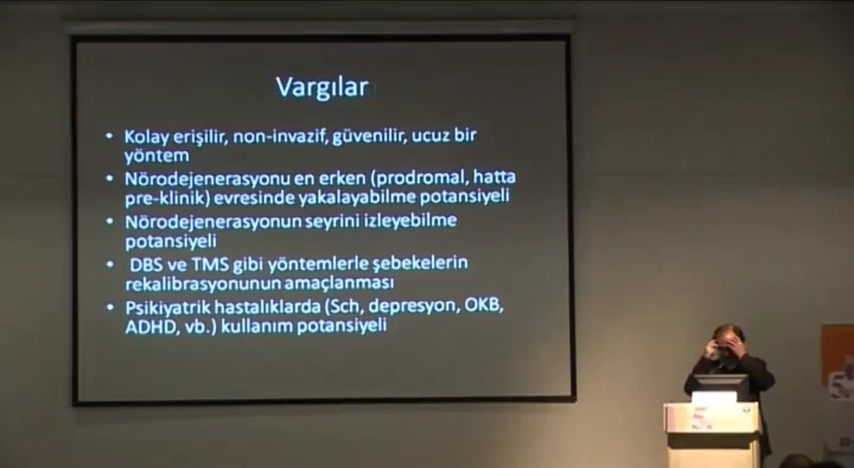 Vargılar
• Kolay erişilir, non-invazif, güvenilir, ucuz bir
yöntem
• Nörodejenerasyonu en erken (prodromal, hatta
pre-klinik) evresinde yakalayabilme potansiyeli
• Nörodejenerasyonun seyrini izleyebilme
potansiyeli
• DBS ve TMS gibi yöntemlerle şebekelerin
rekalibrasyonunun amaçlanması
• Psikiyatrik hastalıklarda (Sch, depresyon, OKB,
ADHD, vb.) kullanım potansiyeli
5.
5.